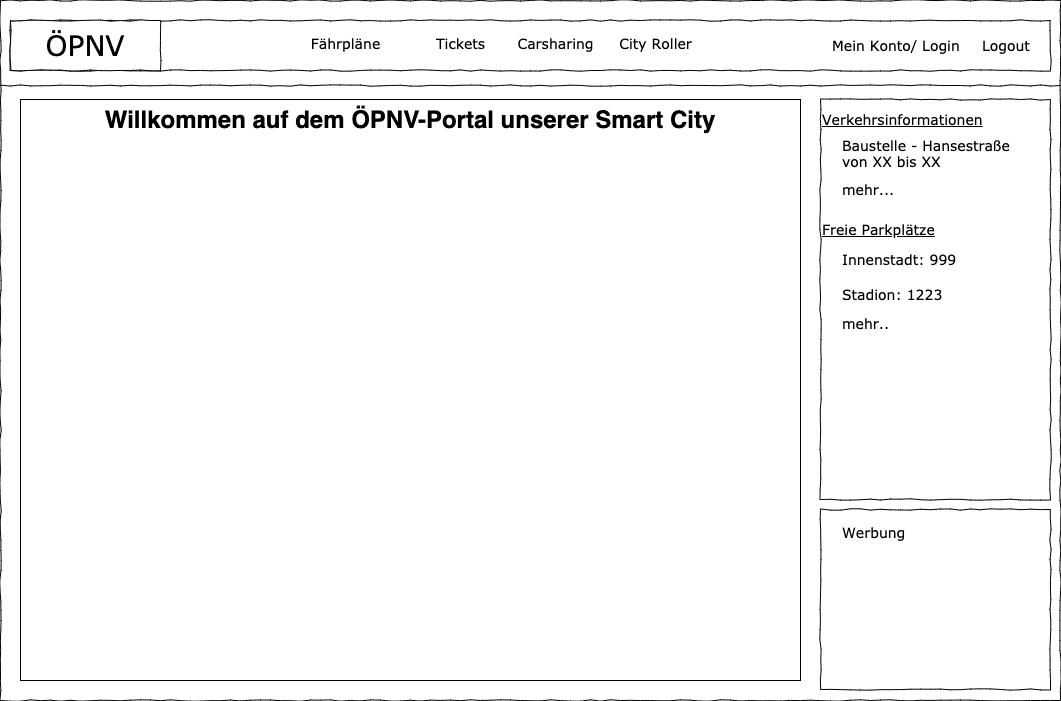 ÖPNV
Fährpläne
Tickets
Carsharing
City Roller
Mein Konto/ Login
Logout
Willkommen auf dem ÖPNV-Portal unserer Smart City
Verkehrsinformationen
Baustelle - Hansestraße
von XX bis XX
mehr...
Freie Parkplätze
Innenstadt: 999
Stadion: 1223
mehr..
Werbung